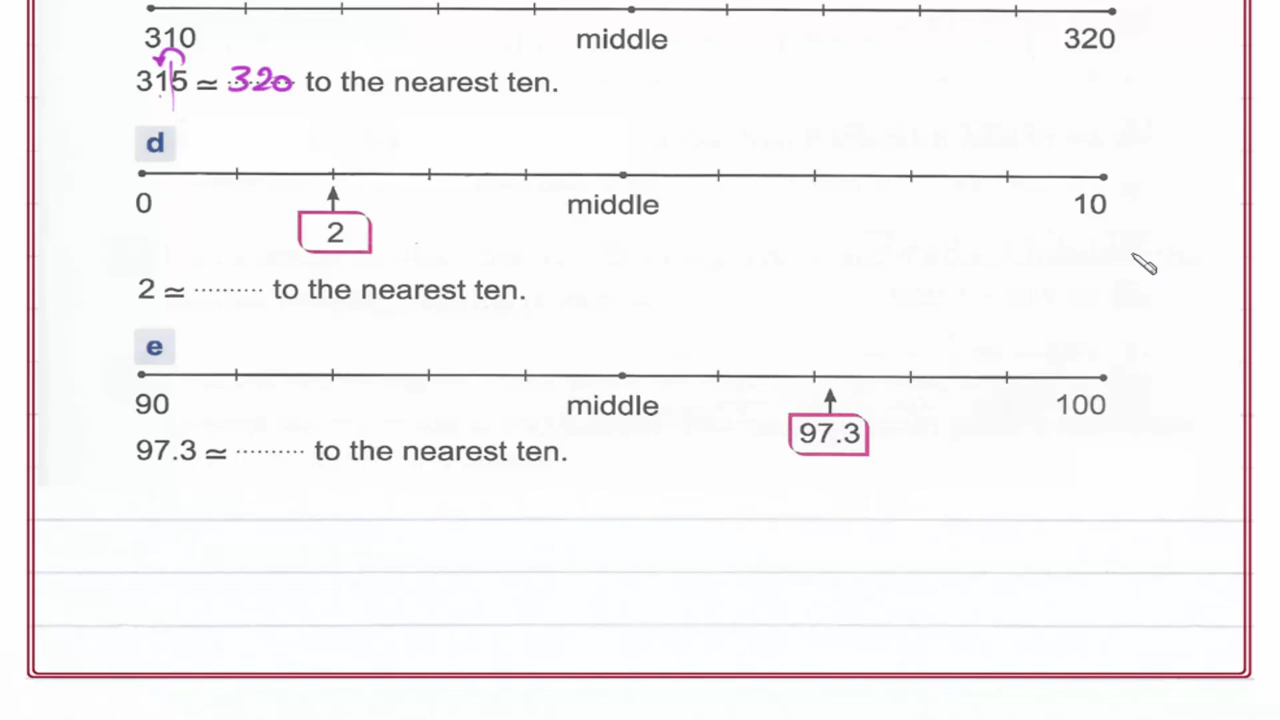 310 middle 320
315 ≃ 320 to the nearest ten.
d
0 middle 10
2
2 ≃ ......... to the nearest ten.
e
90 middle 100
97.3
97.3 ≃ ......... to the nearest ten.